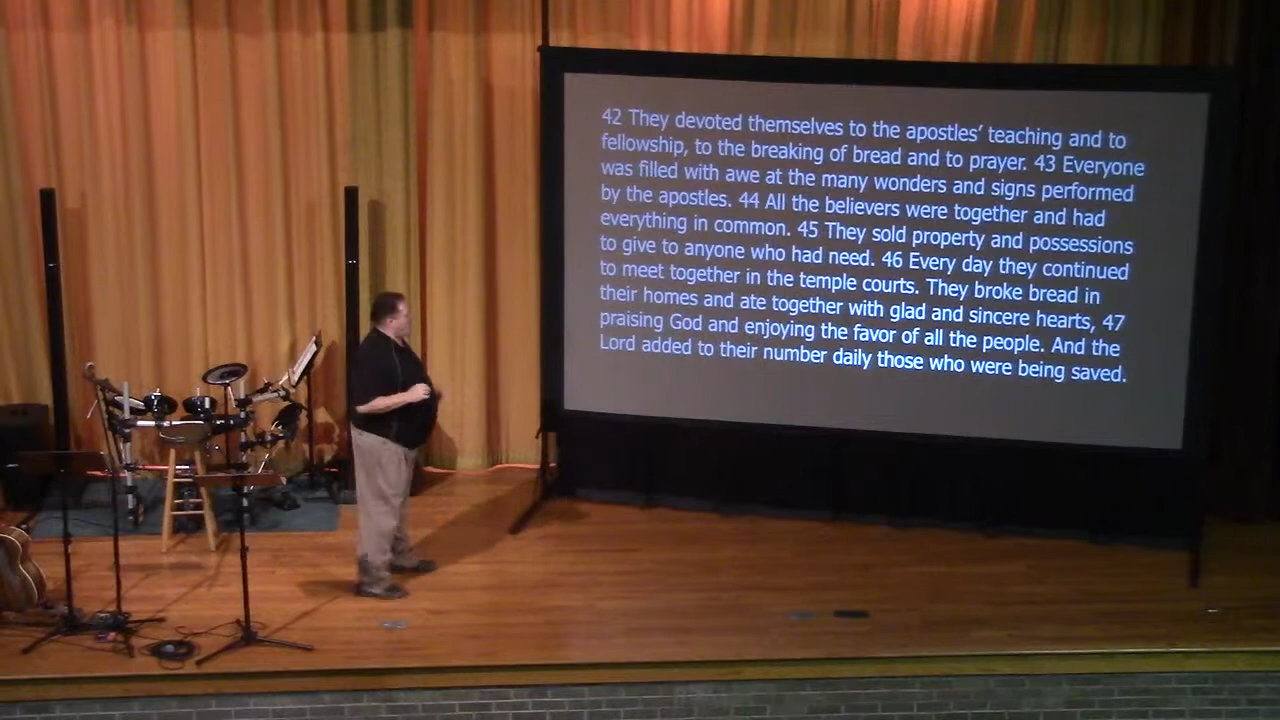 42 They devoted themselves to the apostles’ teaching and to
fellowship, to the breaking of bread and to prayer. 43 Everyone
was filled with awe at the many wonders and signs performed
by the apostles. 44 All the believers were together and had
everything in common. 45 They sold property and possessions
to give to anyone who had need. 46 Every day they continued
to meet together in the temple courts. They broke bread in
their homes and ate together with glad and sincere hearts, 47
praising God and enjoying the favor of all the people. And the
Lord added to their number daily those who were being saved.